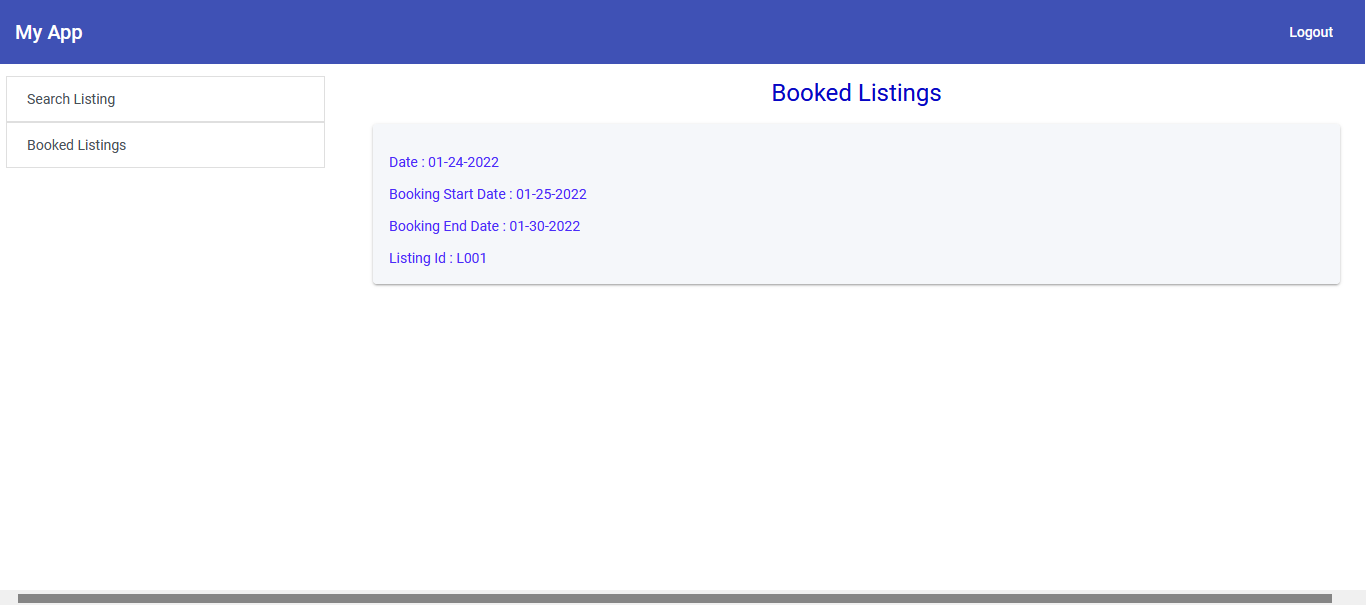 My App
Logout
Search Listing
Booked Listings
Booked Listings
Date : 01-24-2022
Booking Start Date : 01-25-2022
Booking End Date : 01-30-2022
Listing Id : L001